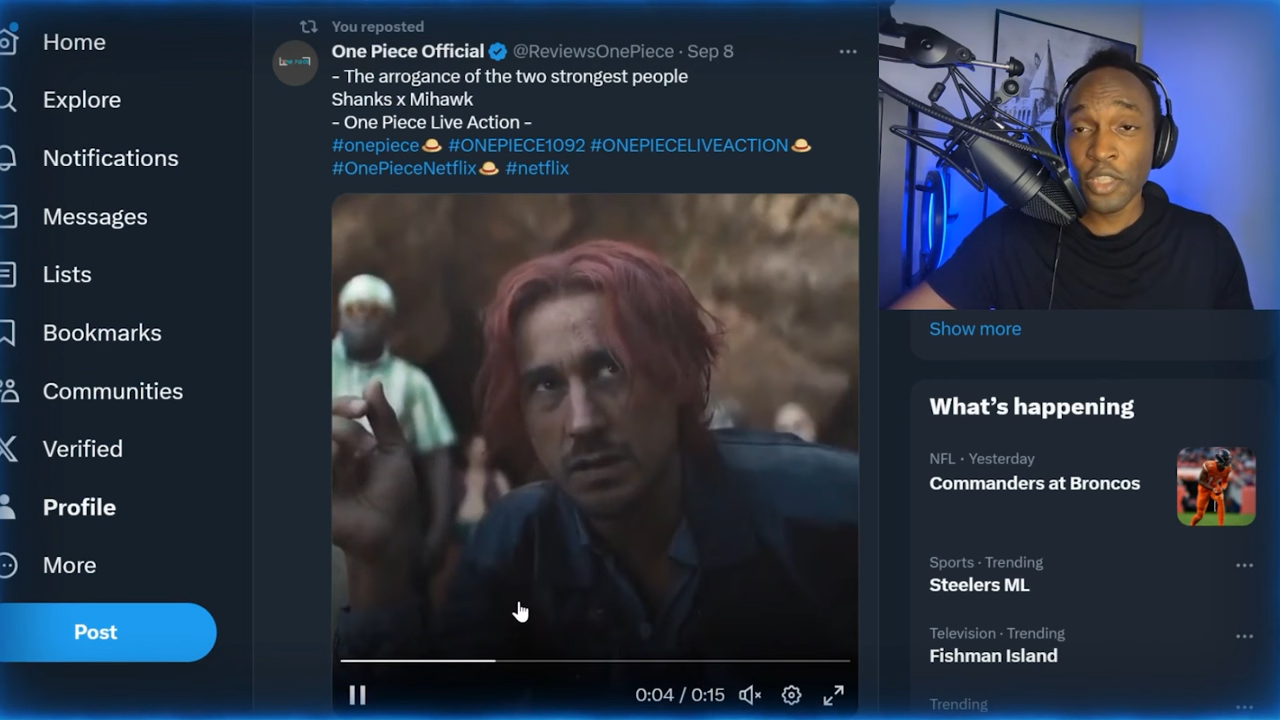 Home
Explore
Notifications
Messages
Lists
Bookmarks
Communities
Verified
Profile
More
Post
You reposted
One Piece Official @ReviewsOnePiece · Sep 8
- The arrogance of the two strongest people
Shanks x Mihawk
- One Piece Live Action -
#onepiece #ONEPIECE1092 #ONEPIECELIVEACTION
#OnePieceNetflix #netflix
0:04 / 0:15
Show more
What's happening
NFL · Yesterday
Commanders at Broncos
Sports · Trending
Steelers ML
Television · Trending
Fishman Island
Trending